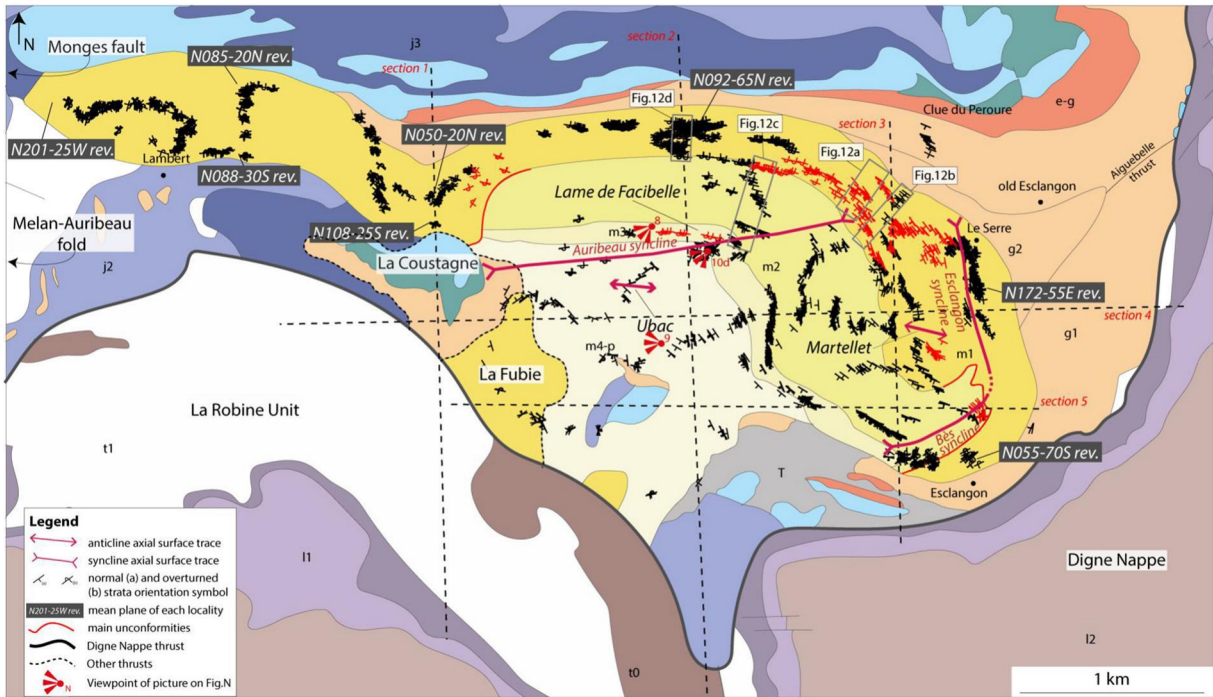 N
Monges fault
N085-20N rev.
j3
section 1
section 2
N092-65N rev.
Fig.12d
Fig.12c
Clue du Peroure
e-g
section 3
Fig.12a
Fig.12b
Aiguebelle
thrust
N050-20N rev.
N201-25W rev.
Lambert
N088-30S rev.
Lame de Facibelle
old Esclangon
Melan-Auribeau
fold
N108-25S rev.
m3
8
Le Serre
j2
La Coustagne
Auribeau syncline
10d
m2
g2
Esclangon
syncline
N172-55E rev.
section 4
Ubac
9
Martellet
m1
g1
m4-p
La Fubie
La Robine Unit
section 5
Bès
syncline
N055-70S rev.
t1
T
Esclangon
Legend
anticline axial surface trace
syncline axial surface trace
normal (a) and overturned
(b) strata orientation symbol
N201-25W rev.
mean plane of each locality
main unconformities
Digne Nappe thrust
Other thrusts
N
Viewpoint of picture on Fig.N
l1
Digne Nappe
l2
t0
1 km